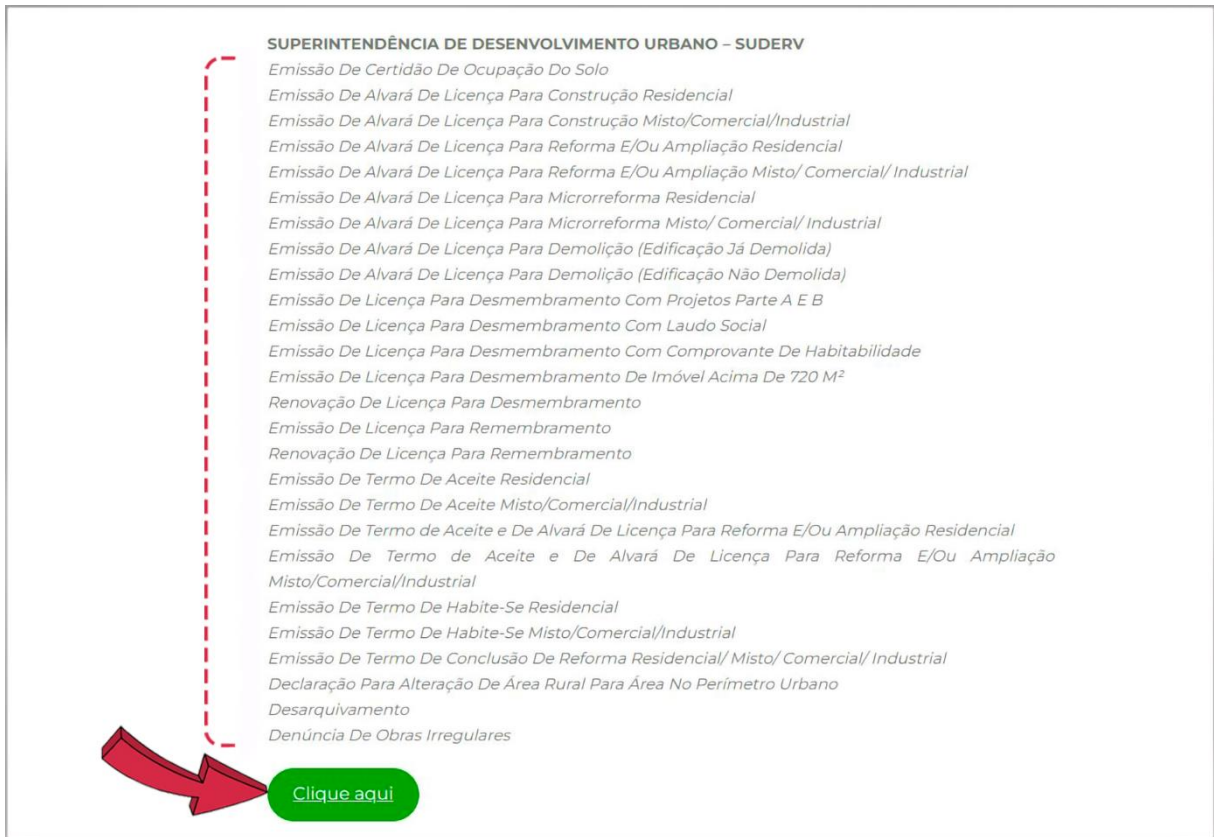 SUPERINTENDÊNCIA DE DESENVOLVIMENTO URBANO – SUDERV
Emissão De Certidão De Ocupação Do Solo
Emissão De Alvará De Licença Para Construção Residencial
Emissão De Alvará De Licença Para Construção Misto/Comercial/Industrial
Emissão De Alvará De Licença Para Reforma E/Ou Ampliação Residencial
Emissão De Alvará De Licença Para Reforma E/Ou Ampliação Misto/ Comercial/ Industrial
Emissão De Alvará De Licença Para Microrreforma Residencial
Emissão De Alvará De Licença Para Microrreforma Misto/ Comercial/ Industrial
Emissão De Alvará De Licença Para Demolição (Edificação Já Demolida)
Emissão De Alvará De Licença Para Demolição (Edificação Não Demolida)
Emissão De Licença Para Desmembramento Com Projetos Parte A E B
Emissão De Licença Para Desmembramento Com Laudo Social
Emissão De Licença Para Desmembramento Com Comprovante De Habitabilidade
Emissão De Licença Para Desmembramento De Imóvel Acima De 720 M²
Renovação De Licença Para Desmembramento
Emissão De Licença Para Remembramento
Renovação De Licença Para Remembramento
Emissão De Termo De Aceite Residencial
Emissão De Termo De Aceite Misto/Comercial/Industrial
Emissão De Termo de Aceite e De Alvará De Licença Para Reforma E/Ou Ampliação Residencial
Emissão De Termo de Aceite e De Alvará De Licença Para Reforma E/Ou Ampliação
Misto/Comercial/Industrial
Emissão De Termo De Habite-Se Residencial
Emissão De Termo De Habite-Se Misto/Comercial/Industrial
Emissão De Termo De Conclusão De Reforma Residencial/ Misto/ Comercial/ Industrial
Declaração Para Alteração De Área Rural Para Área No Perímetro Urbano
Desarquivamento
Denúncia De Obras Irregulares
Clique aqui